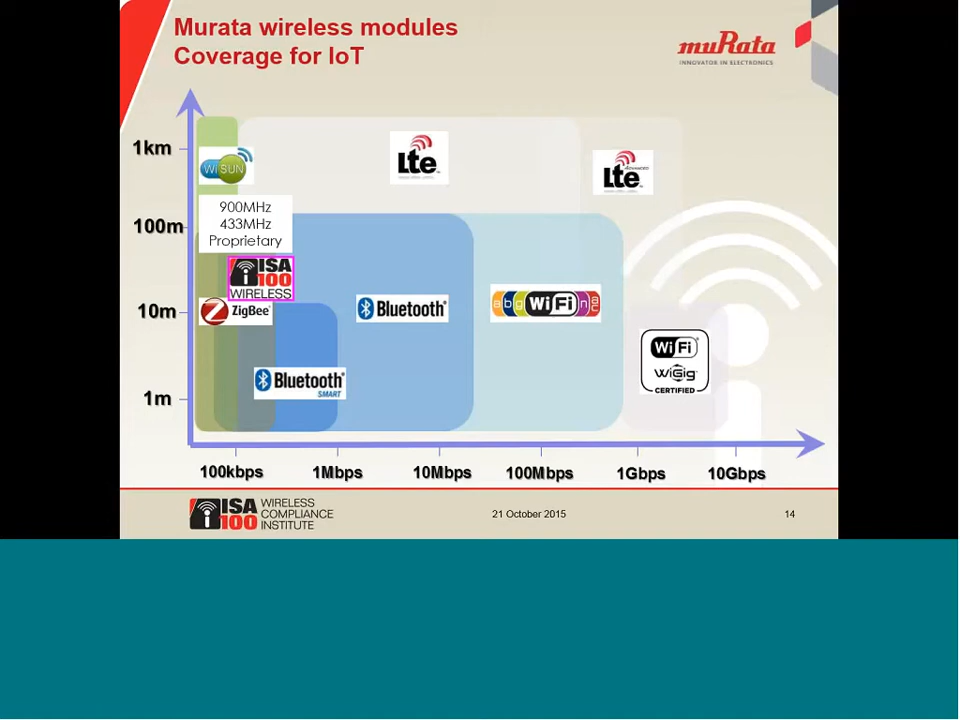 Murata wireless modules
Coverage for IoT
muRata
INNOVATOR IN ELECTRONICS
1km
100m
10m
1m
Wi SUN
Lte
Lte
ADVANCED
900MHz
433MHz
Proprietary
ISA
100
WIRELESS
ZigBee
Bluetooth
SMART
Bluetooth
a b g WiFi n ac
WiFi
WiGig
CERTIFIED
100kbps 1Mbps 10Mbps 100Mbps 1Gbps 10Gbps
ISA
100
WIRELESS
COMPLIANCE
INSTITUTE
21 October 2015
14